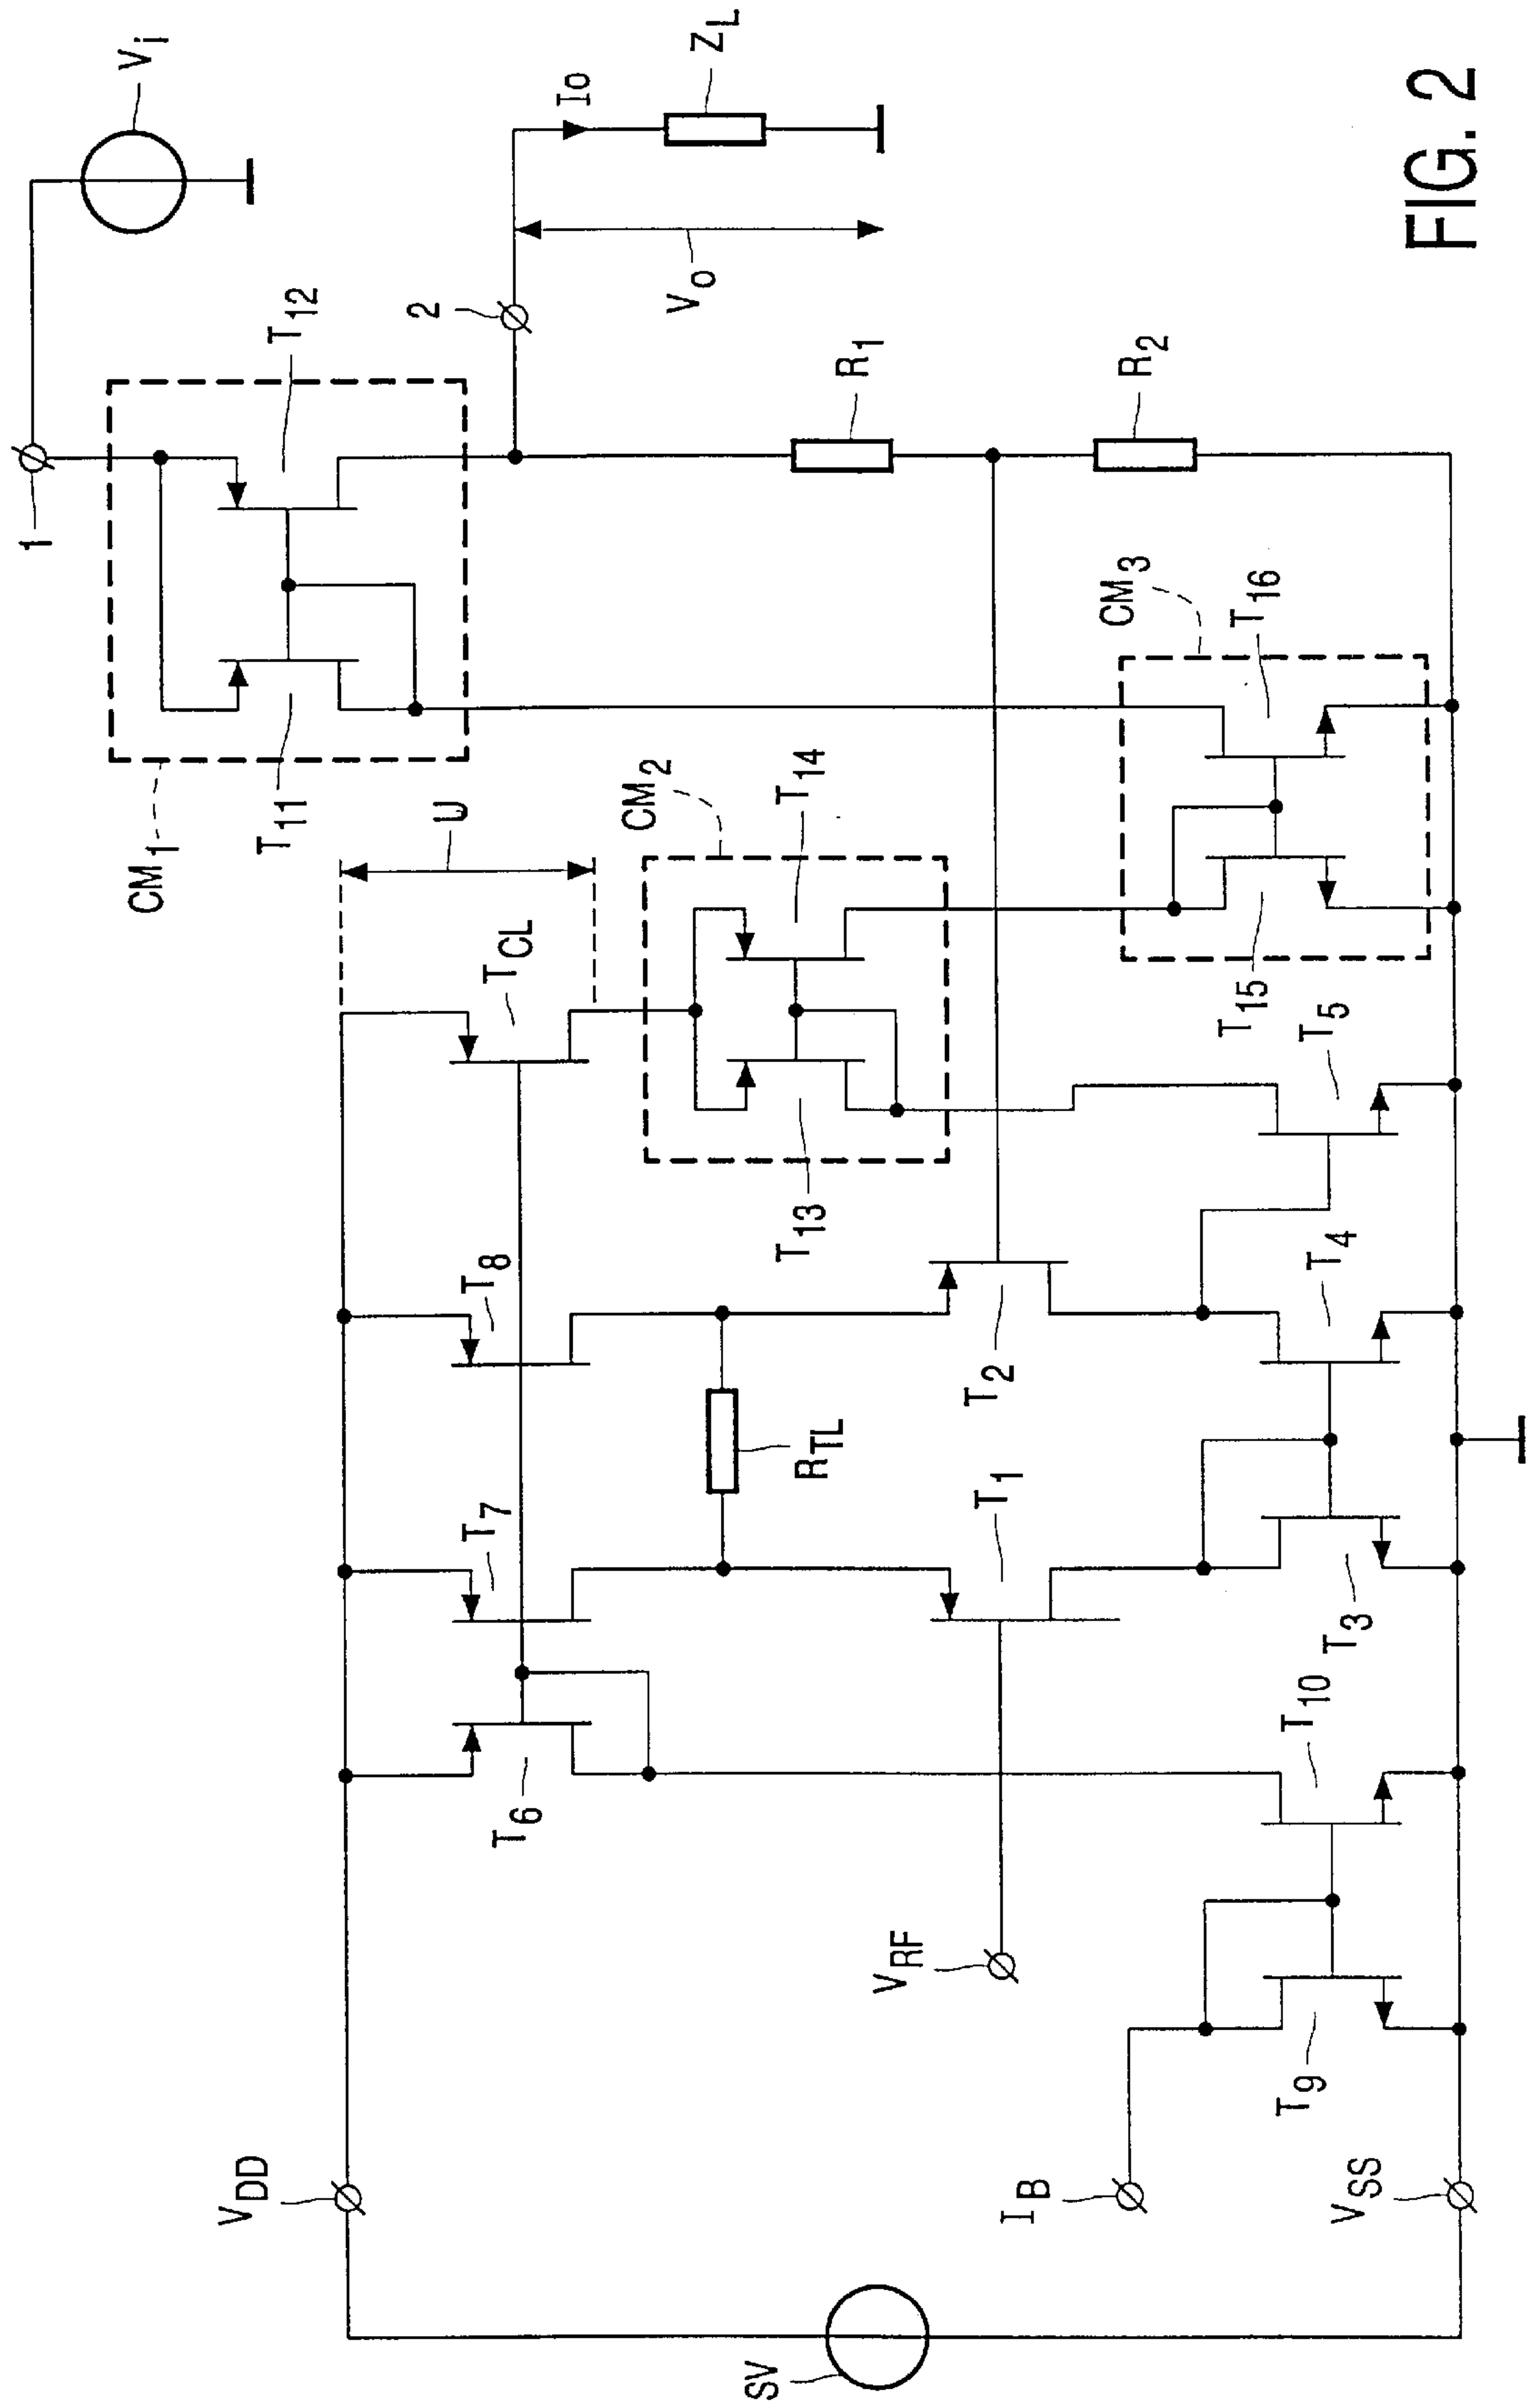 V_i
1
T_12
CM_1
T_11
2
I_o
V_o
Z_L
U
R_1
R_2
T_CL
CM_2
T_14
T_13
CM_3
T_16
T_15
T_5
T_8
T_7
R_TL
T_2
T_1
T_4
T_3
T_6
T_10
T_9
V_RF
V_DD
I_B
V_SS
SV
FIG. 2